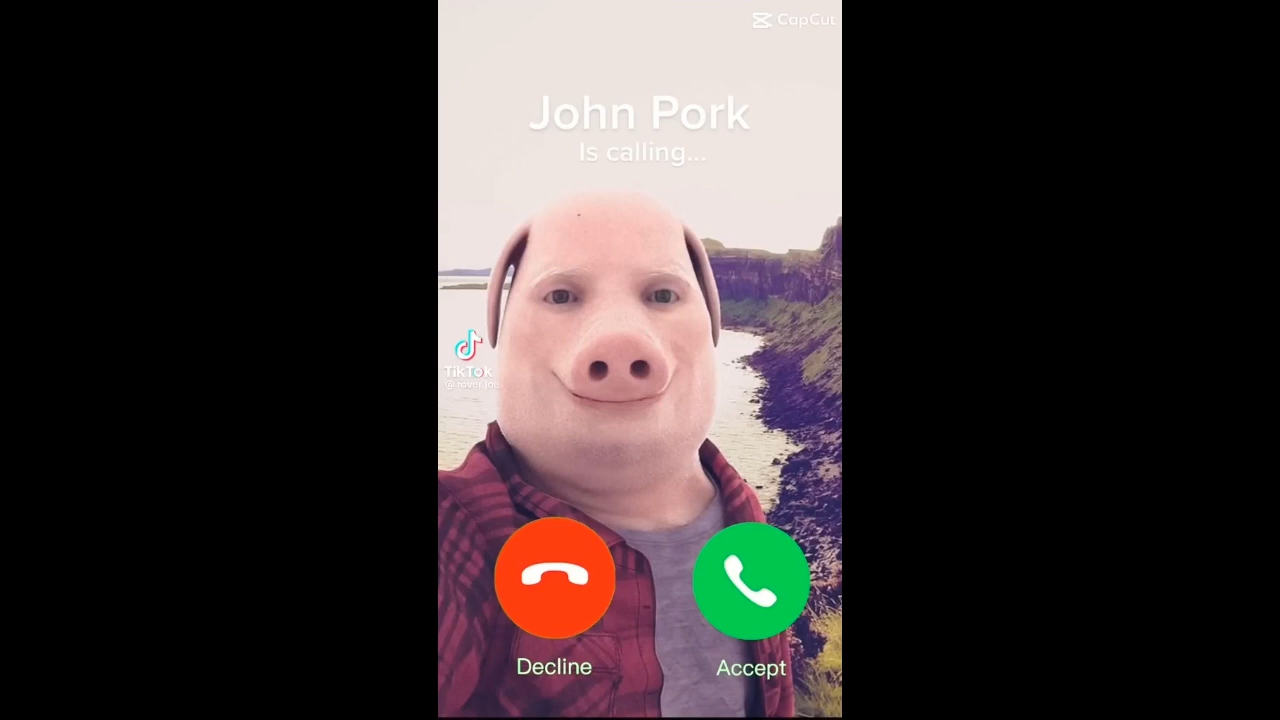 CapCut
John Pork
Is calling...
TikTok
Decline
Accept